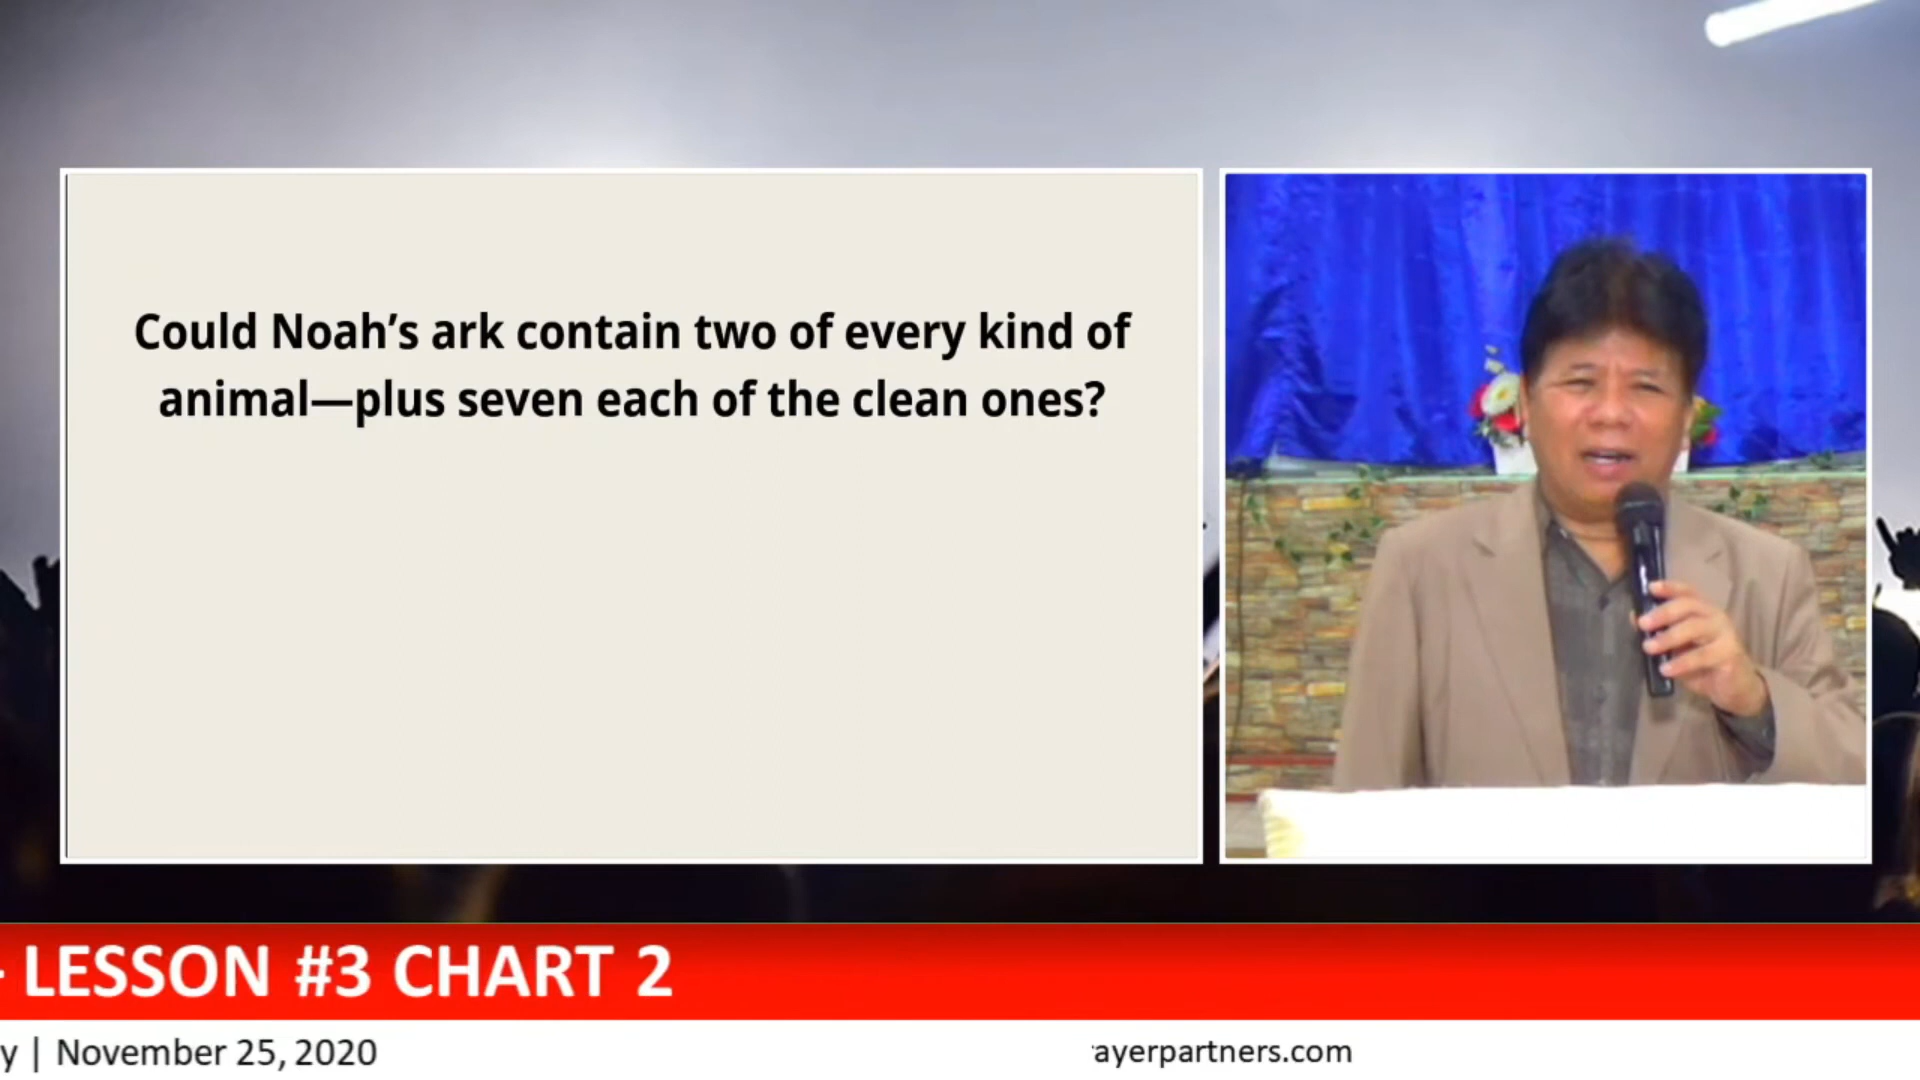 Could Noah’s ark contain two of every kind of
animal—plus seven each of the clean ones?
- LESSON #3 CHART 2
y | November 25, 2020
ayerpartners.com